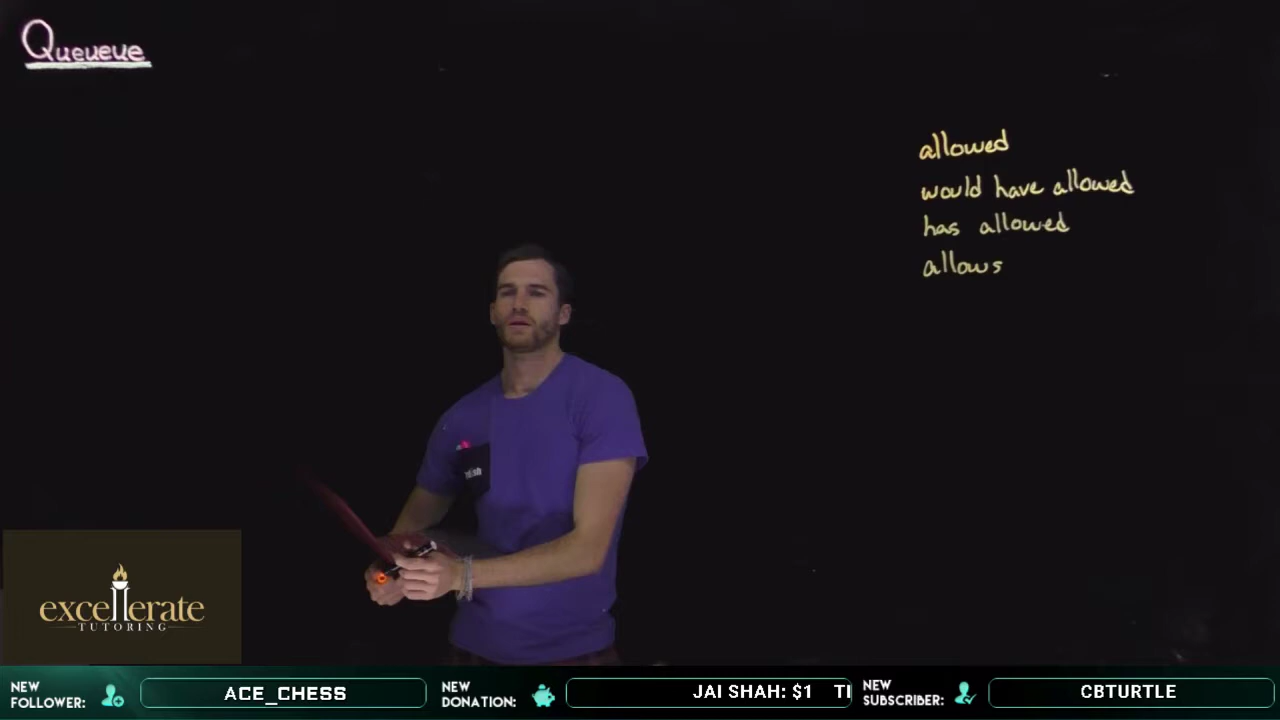 Queueue
allowed
would have allowed
has allowed
allows
excellerate
TUTORING
NEW FOLLOWER:
ACE_CHESS
NEW DONATION:
JAI SHAH: $1 TI
NEW SUBSCRIBER:
CBTURTLE